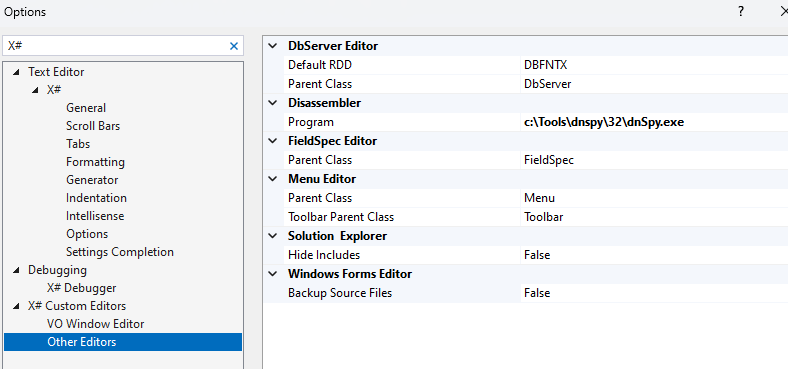 Options
?
X#
Text Editor
X#
General
Scroll Bars
Tabs
Formatting
Generator
Indentation
Intellisense
Options
Settings Completion
Debugging
X# Debugger
X# Custom Editors
VO Window Editor
Other Editors
DbServer Editor
Default RDD DBFNTX
Parent Class DbServer
Disassembler
Program c:\Tools\dnspy\32\dnSpy.exe
FieldSpec Editor
Parent Class FieldSpec
Menu Editor
Parent Class Menu
Toolbar Parent Class Toolbar
Solution Explorer
Hide Includes False
Windows Forms Editor
Backup Source Files False